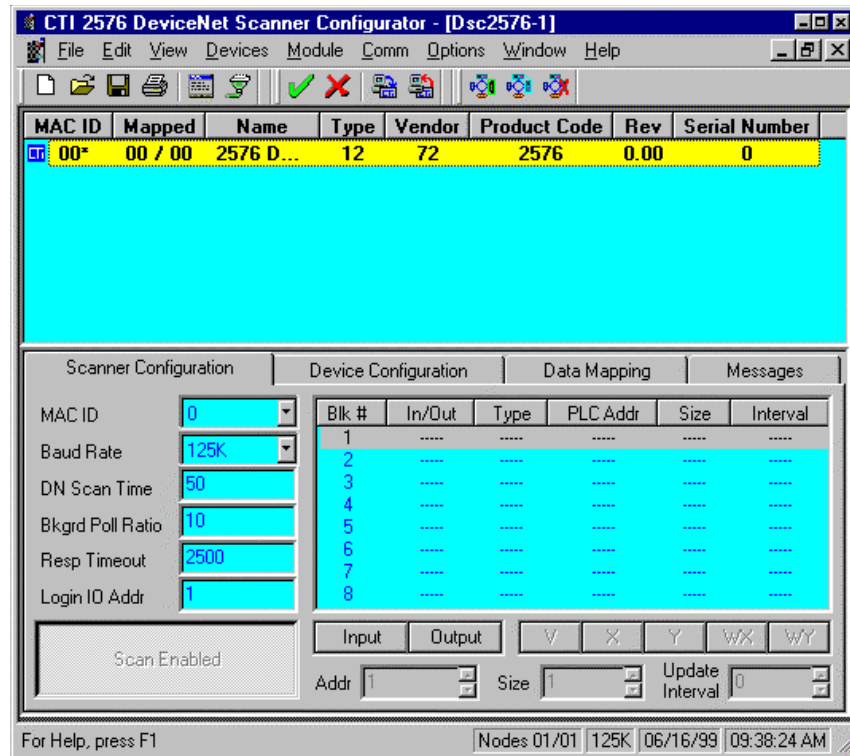 CTI 2576 DeviceNet Scanner Configurator - [Dsc2576-1]
File Edit View Devices Module Comm Options Window Help
MAC ID Mapped Name Type Vendor Product Code Rev Serial Number
CTi 00* 00 / 00 2576 D... 12 72 2576 0.00 0
Scanner Configuration Device Configuration Data Mapping Messages
MAC ID 0
Baud Rate 125K
DN Scan Time 50
Bkgrd Poll Ratio 10
Resp Timeout 2500
Login IO Addr 1
Scan Enabled
Blk # In/Out Type PLC Addr Size Interval
1 ----- ----- ----- ----- -----
2 ----- ----- ----- ----- -----
3 ----- ----- ----- ----- -----
4 ----- ----- ----- ----- -----
5 ----- ----- ----- ----- -----
6 ----- ----- ----- ----- -----
7 ----- ----- ----- ----- -----
8 ----- ----- ----- ----- -----
Input Output V X Y WX WY
Addr 1 Size 1 Update Interval 0
For Help, press F1 Nodes 01/01 125K 06/16/99 09:38:24 AM